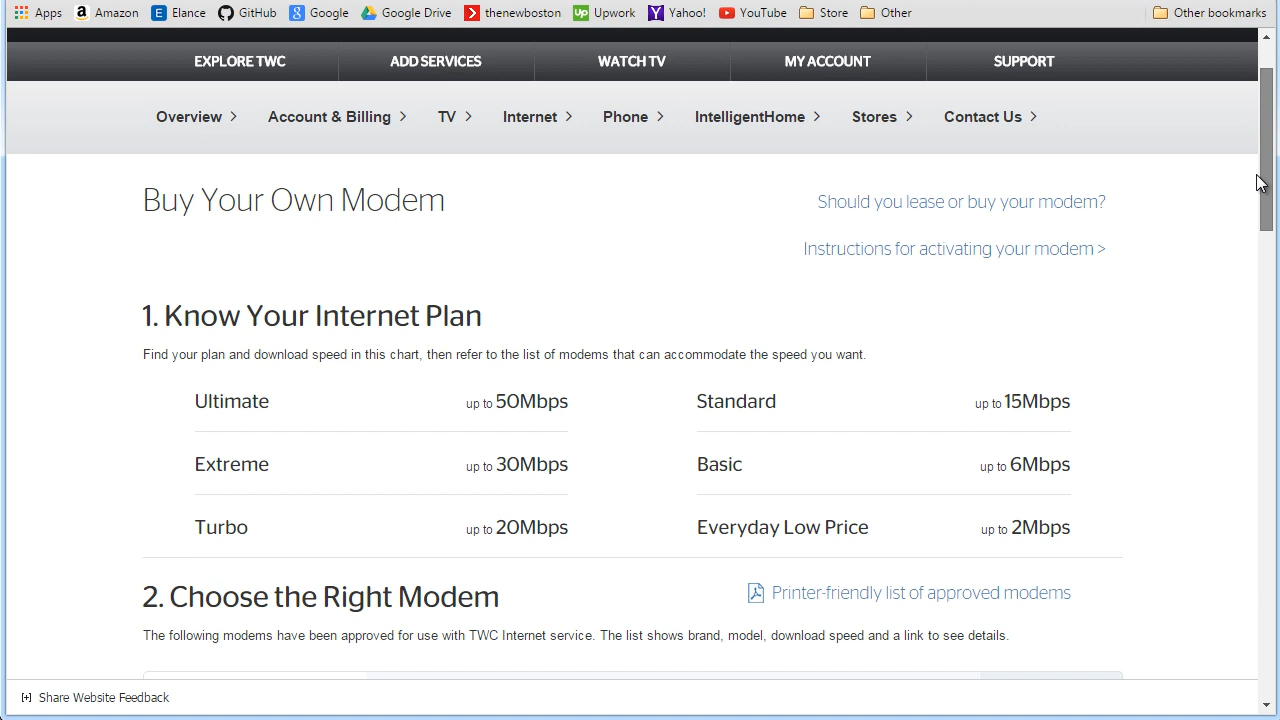 Apps Amazon Elance GitHub Google Google Drive thenewboston Upwork Yahoo! YouTube Store Other Other bookmarks
EXPLORE TWC ADD SERVICES WATCH TV MY ACCOUNT SUPPORT
Overview > Account & Billing > TV > Internet > Phone > IntelligentHome > Stores > Contact Us >
Buy Your Own Modem
Should you lease or buy your modem?
Instructions for activating your modem >
1. Know Your Internet Plan
Find your plan and download speed in this chart, then refer to the list of modems that can accommodate the speed you want.
Ultimate up to 50Mbps Standard up to 15Mbps
Extreme up to 30Mbps Basic up to 6Mbps
Turbo up to 20Mbps Everyday Low Price up to 2Mbps
2. Choose the Right Modem
Printer-friendly list of approved modems
The following modems have been approved for use with TWC Internet service. The list shows brand, model, download speed and a link to see details.
[+] Share Website Feedback